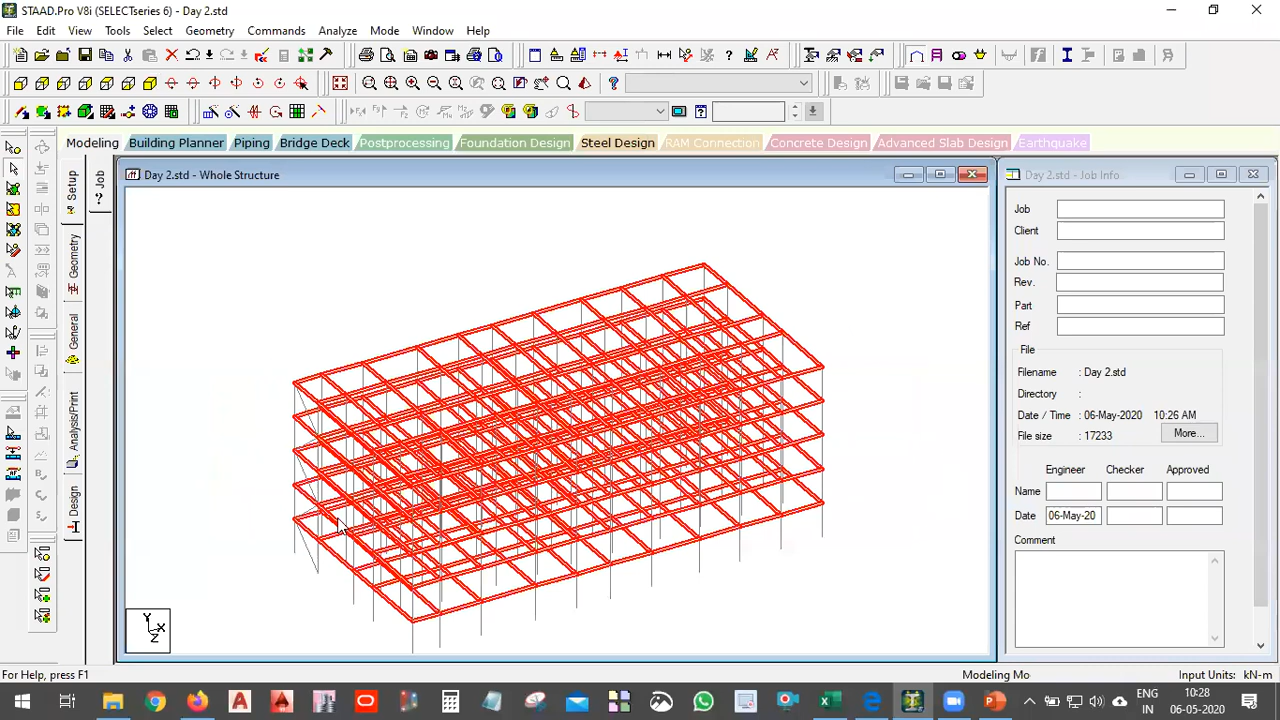 STAAD.Pro V8i (SELECTseries 6) - Day 2.std
File Edit View Tools Select Geometry Commands Analyze Mode Window Help
Modeling Building Planner Piping Bridge Deck Postprocessing Foundation Design Steel Design RAM Connection Concrete Design Advanced Slab Design Earthquake
Setup
Geometry
General
Analysis/Print
Design
Job
Day 2.std - Whole Structure
Y
X
Z
Day 2.std - Job Info
Job
Client
Job No.
Rev.
Part
Ref
File
Filename : Day 2.std
Directory :
Date / Time : 06-May-2020 10:26 AM
File size : 17233 More...
Engineer Checker Approved
Name
Date 06-May-20
Comment
For Help, press F1
Modeling Mo
Input Units: kN-m
ENG
IN
10:28
06-05-2020